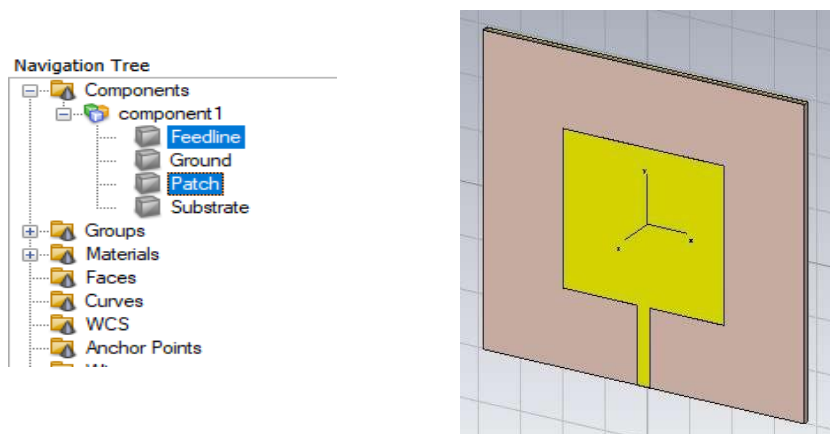 Navigation Tree
Components
component1
Feedline
Ground
Patch
Substrate
Groups
Materials
Faces
Curves
WCS
Anchor Points